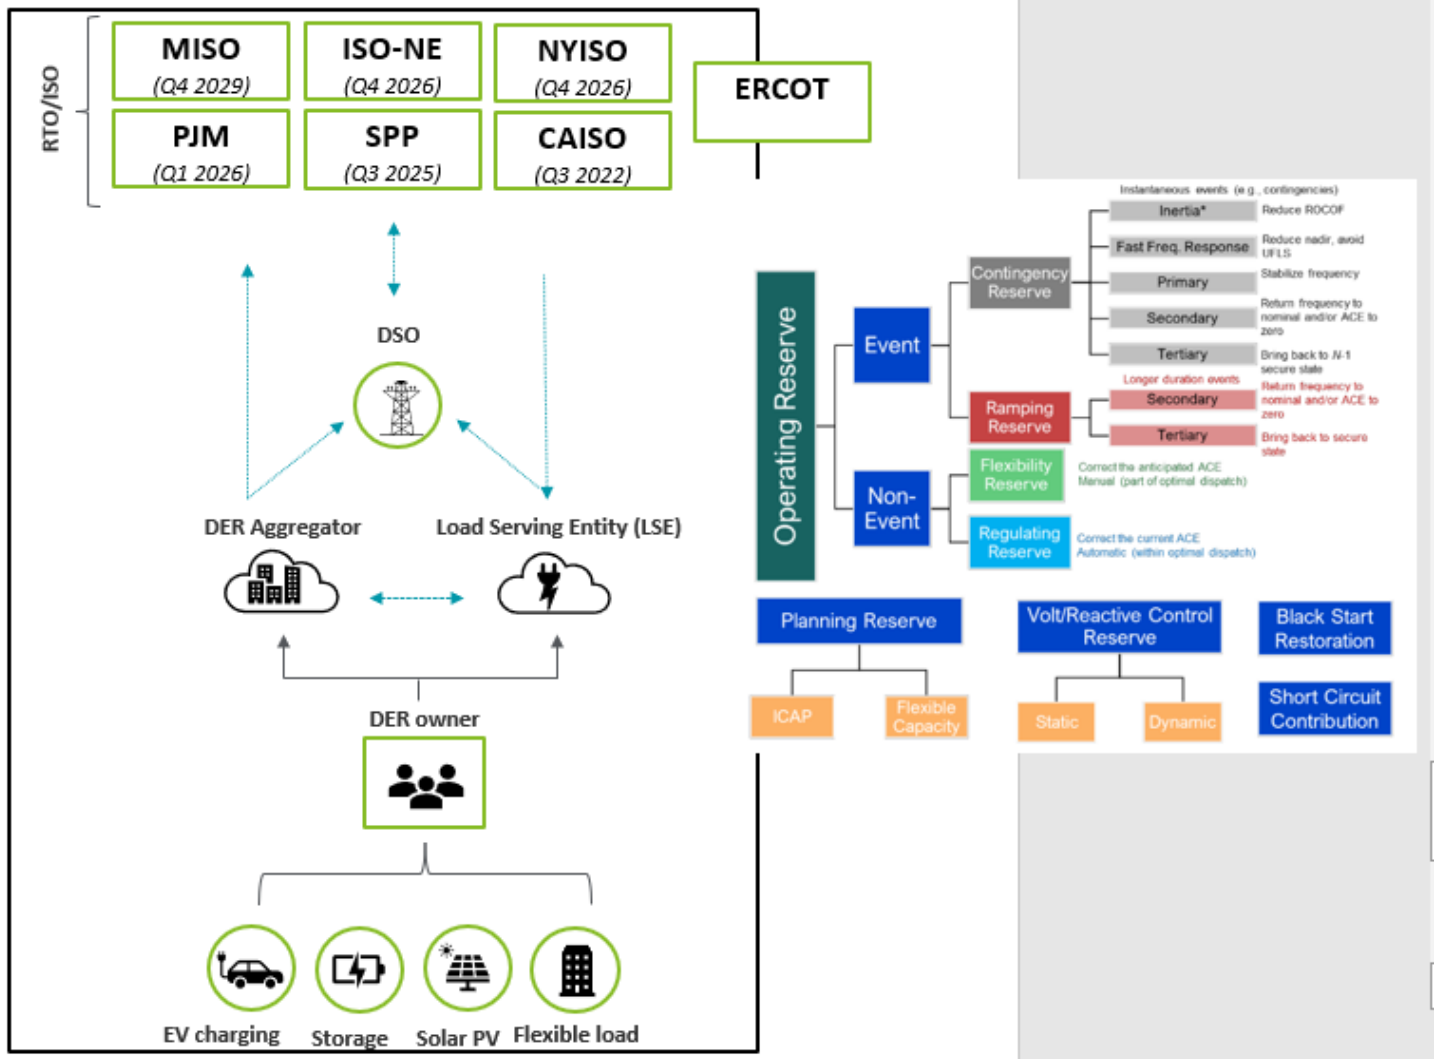 RTO/ISO
MISO
(Q4 2029)
ISO-NE
(Q4 2026)
NYISO
(Q4 2026)
ERCOT
PJM
(Q1 2026)
SPP
(Q3 2025)
CAISO
(Q3 2022)
DSO
DER Aggregator
Load Serving Entity (LSE)
DER owner
EV charging
Storage
Solar PV
Flexible load
Operating Reserve
Event
Non-
Event
Contingency
Reserve
Ramping
Reserve
Flexibility
Reserve
Regulating
Reserve
Instantaneous events (e.g., contingencies)
Inertia*
Reduce ROCOF
Fast Freq. Response
Reduce nadir, avoid
UFLS
Primary
Stabilize frequency
Secondary
Return frequency to
nominal and/or ACE to
zero
Tertiary
Bring back to N-1
secure state
Longer duration events
Secondary
Return frequency to
nominal and/or ACE to
zero
Tertiary
Bring back to secure
state
Correct the anticipated ACE
Manual (part of optimal dispatch)
Correct the current ACE
Automatic (within optimal dispatch)
Planning Reserve
ICAP
Flexible
Capacity
Volt/Reactive Control
Reserve
Static
Dynamic
Black Start
Restoration
Short Circuit
Contribution